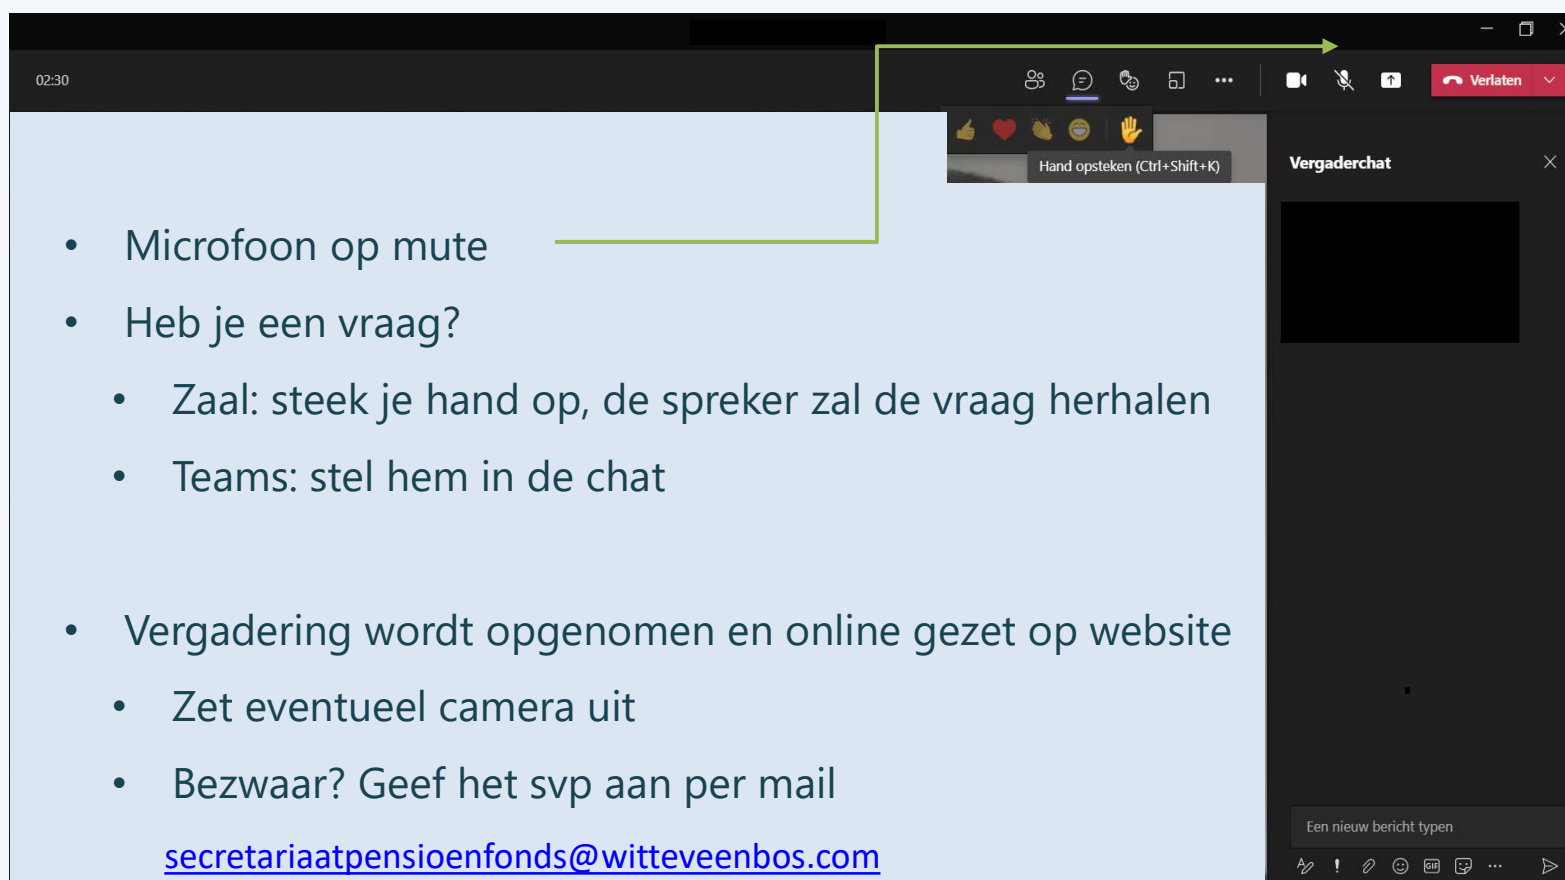 02:30
Verlaten
Hand opsteken (Ctrl+Shift+K)
Vergaderchat
• Microfoon op mute
• Heb je een vraag?
• Zaal: steek je hand op, de spreker zal de vraag herhalen
• Teams: stel hem in de chat
• Vergadering wordt opgenomen en online gezet op website
• Zet eventueel camera uit
• Bezwaar? Geef het svp aan per mail
secretariaatpensioenfonds@witteveenbos.com
Een nieuw bericht typen
GIF